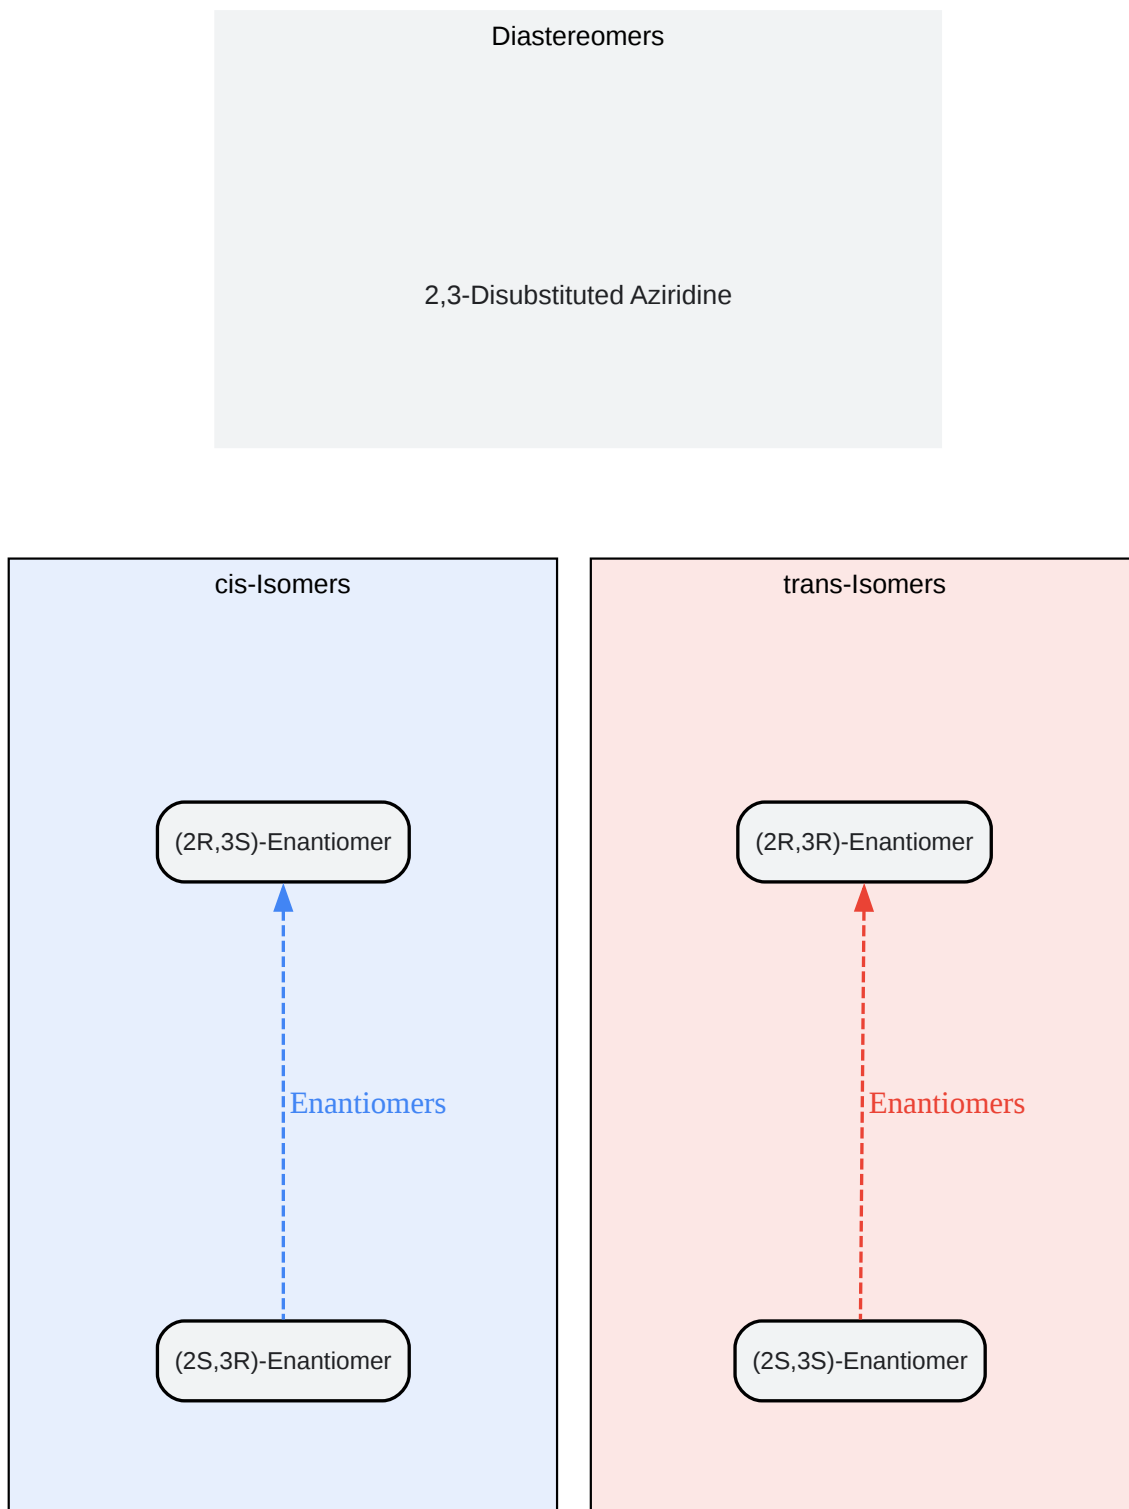 Diastereomers
2,3-Disubstituted Aziridine
cis-Isomers
(2R,3S)-Enantiomer
Enantiomers
(2S,3R)-Enantiomer
trans-Isomers
(2R,3R)-Enantiomer
Enantiomers
(2S,3S)-Enantiomer